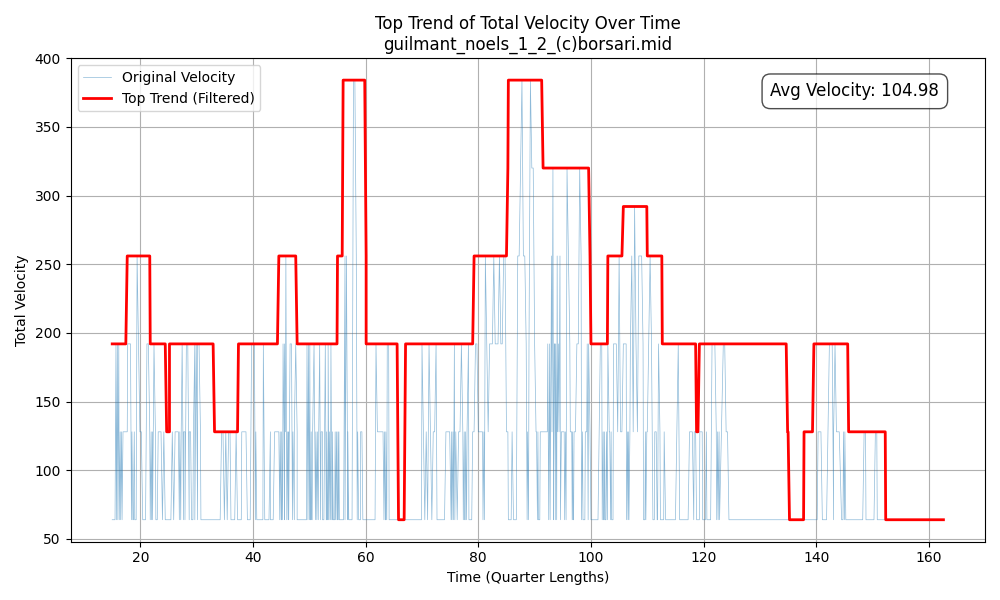 Top Trend of Total Velocity Over Time
guilmant_noels_1_2_(c)borsari.mid
Original Velocity
Top Trend (Filtered)
Avg Velocity: 104.98
Total Velocity
400
350
300
250
200
150
100
50
20 40 60 80 100 120 140 160
Time (Quarter Lengths)